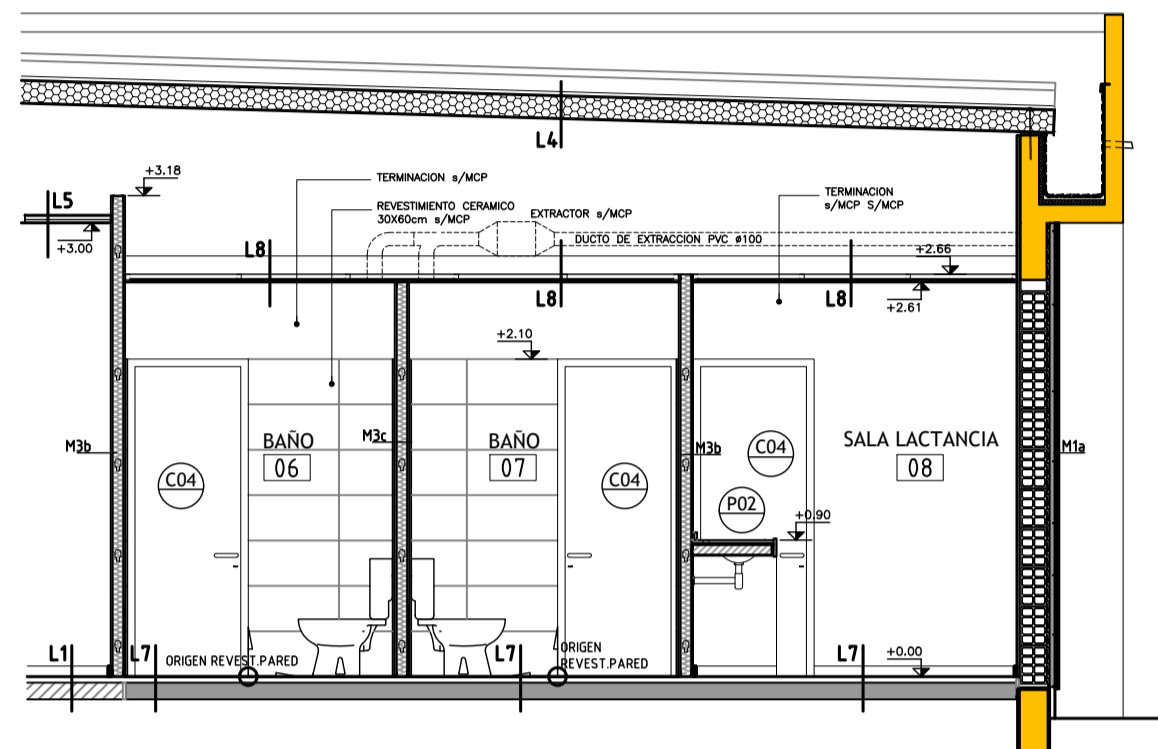 L4
+3.18
TERMINACION s/MCP
L5
REVESTIMIENTO CERAMICO
30X60cm s/MCP
EXTRACTOR s/MCP
TERMINACION
s/MCP S/MCP
+3.00
L8
DUCTO DE EXTRACCION PVC ø100
+2.66
L8
L8
+2.61
+2.10
M3b
BAÑO
06
M3c
BAÑO
07
M3b
C04
SALA LACTANCIA
08
M1a
C04
C04
P02
+0.90
L1
L7
ORIGEN REVEST.PARED
L7
ORIGEN
REVEST.PARED
L7
+0.00